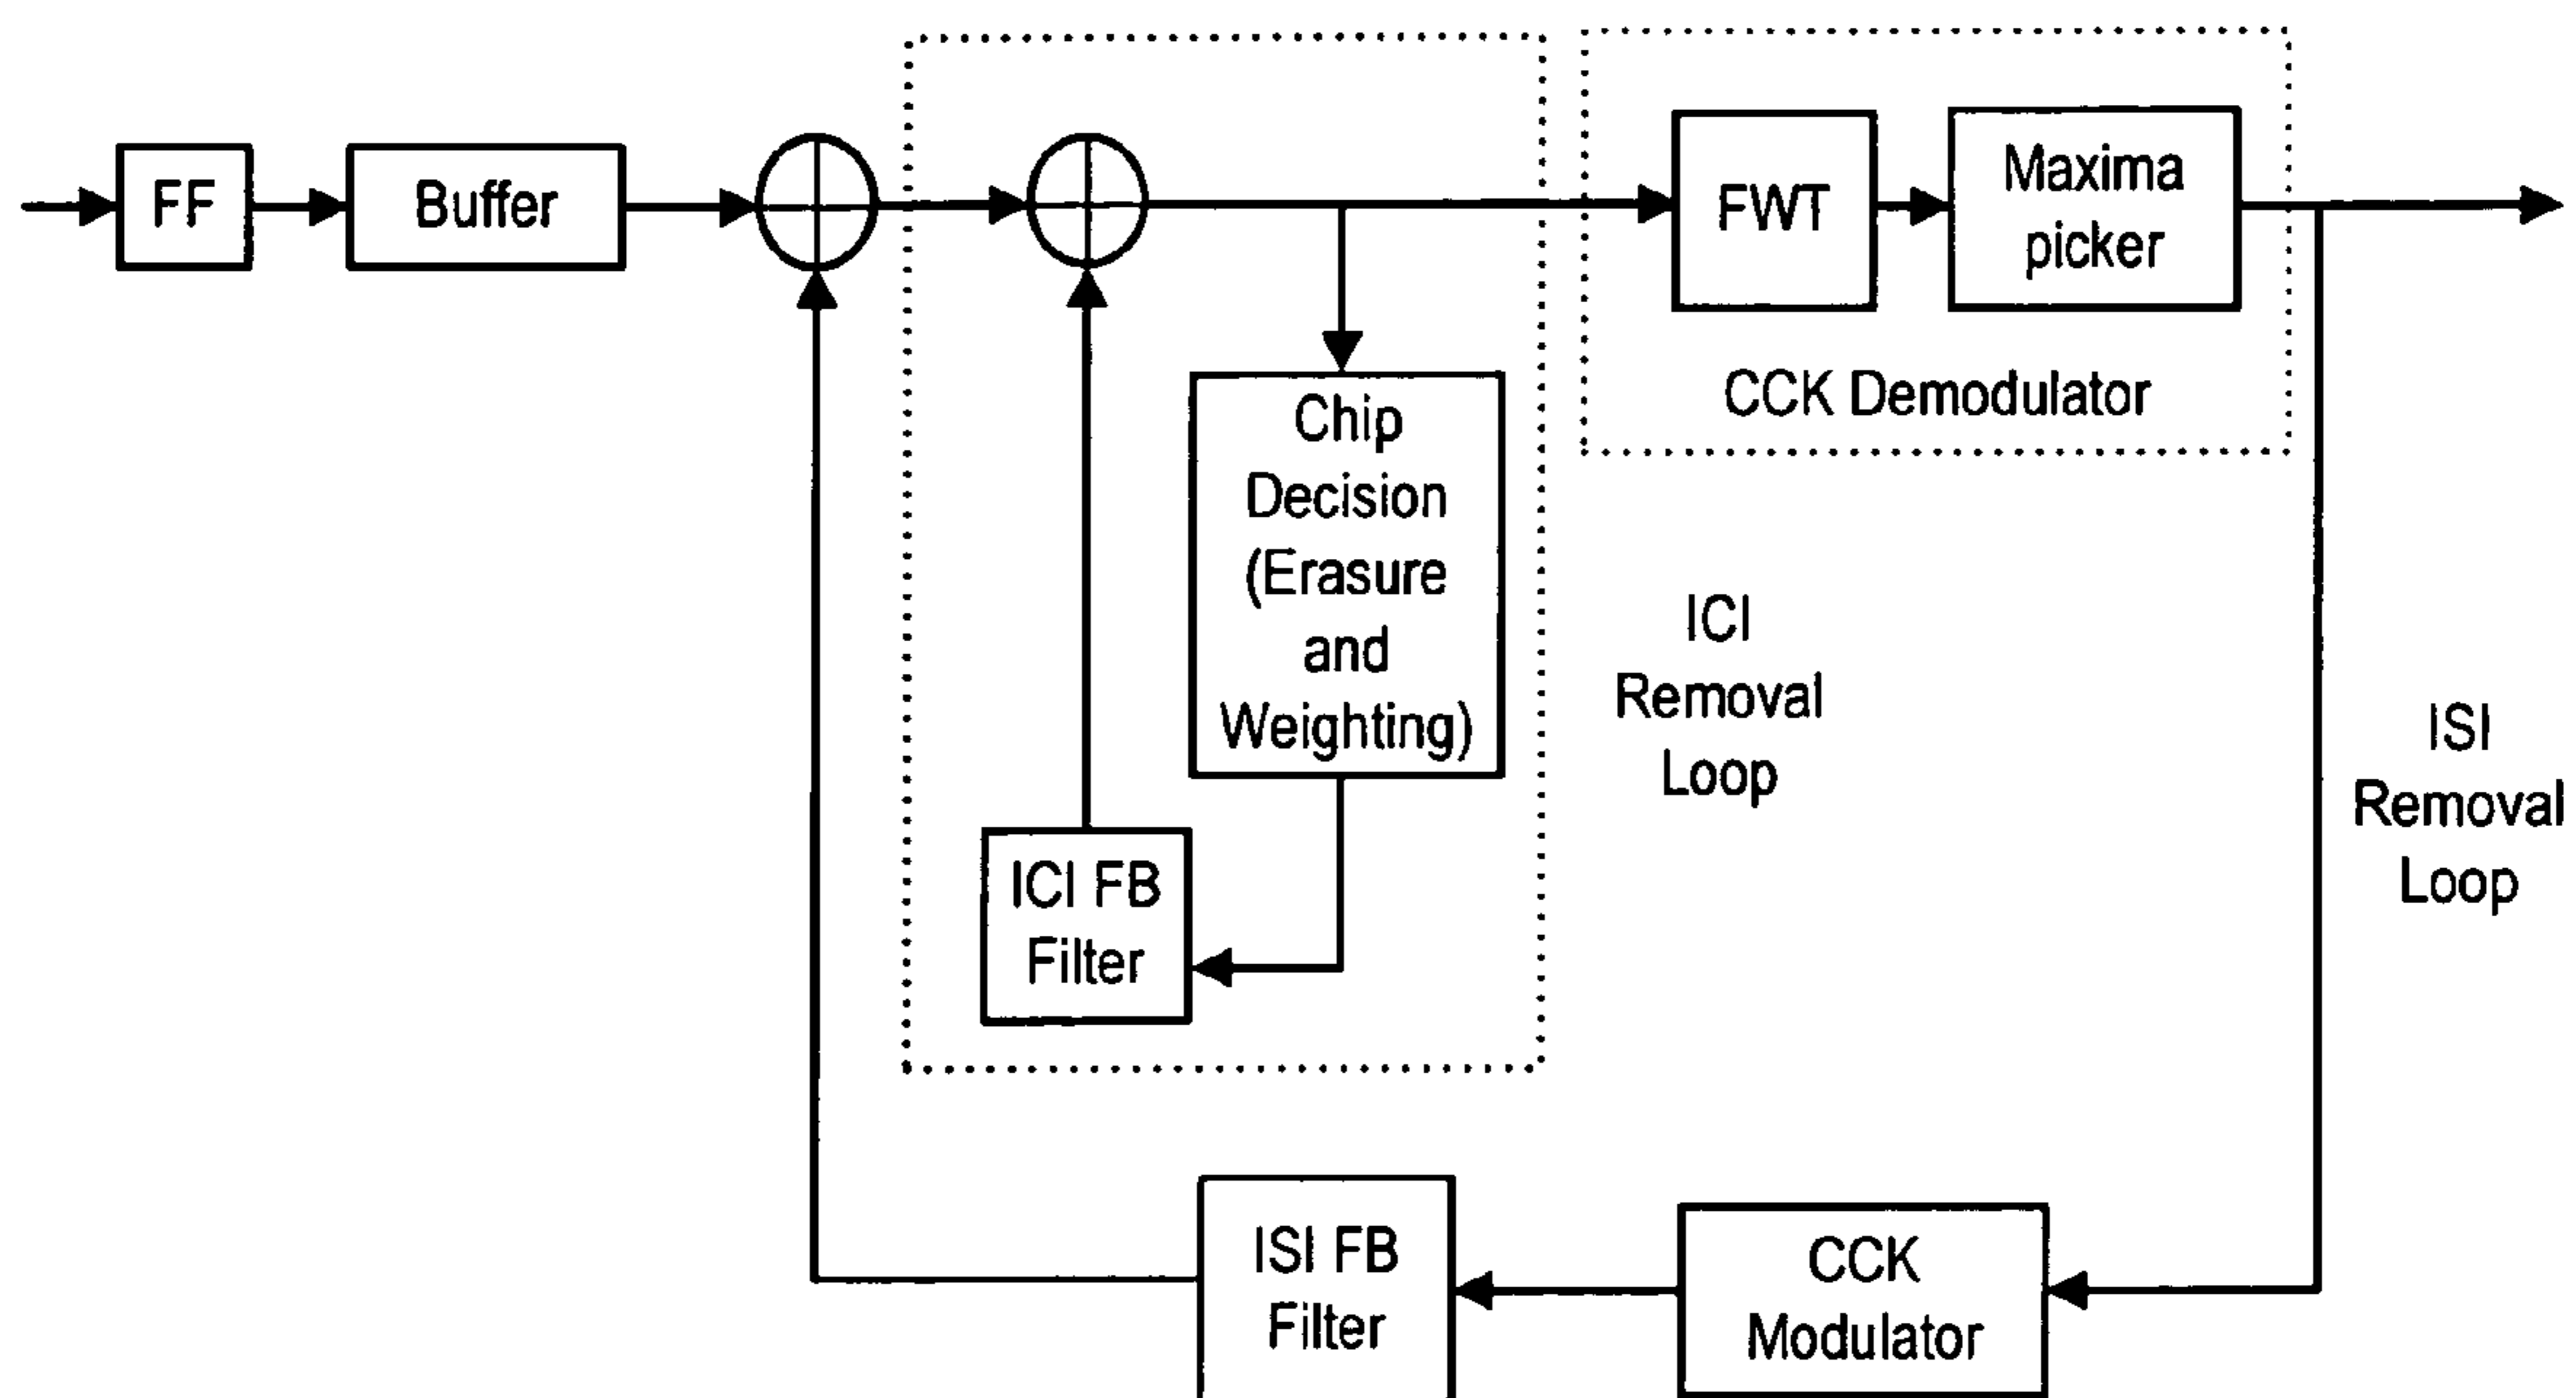 FF
Buffer
FWT
Maxima
picker
CCK Demodulator
Chip
Decision
(Erasure
and
Weighting)
ICI
Removal
Loop
ISI
Removal
Loop
ICI FB
Filter
ISI FB
Filter
CCK
Modulator